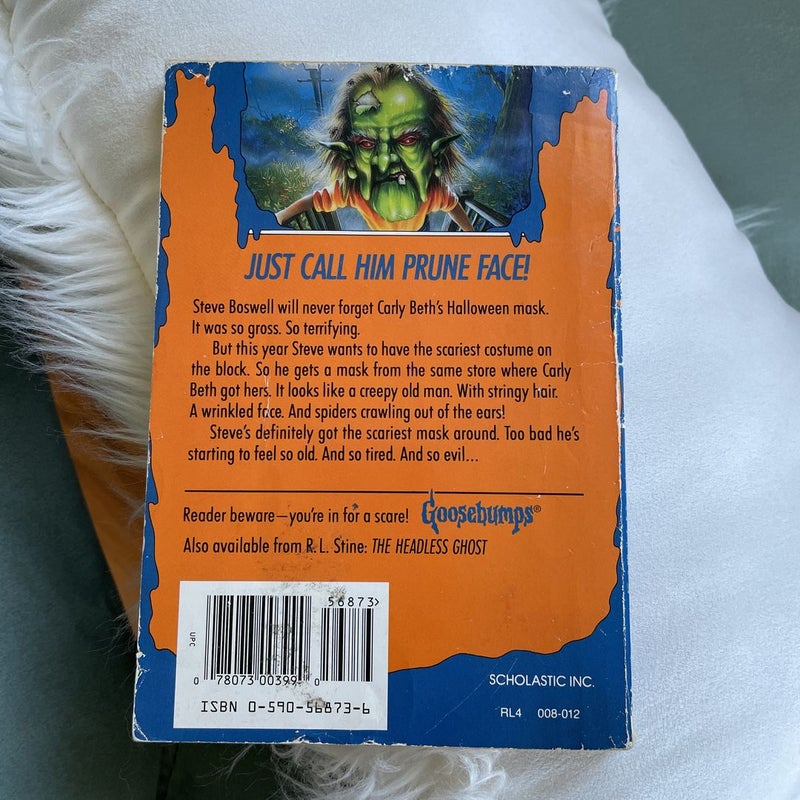 JUST CALL HIM PRUNE FACE!
Steve Boswell will never forget Carly Beth's Halloween mask.
It was so gross. So terrifying.
But this year Steve wants to have the scariest costume on
the block. So he gets a mask from the same store where Carly
Beth got hers. It looks like a creepy old man. With stringy hair.
A wrinkled face. And spiders crawling out of the ears!
Steve's definitely got the scariest mask around. Too bad he's
starting to feel so old. And so tired. And so evil...
Reader beware—you're in for a scare! Goosebumps®
Also available from R.L. Stine: THE HEADLESS GHOST
56873>
UPC
0 78073 00399 0
ISBN 0-590-56873-6
SCHOLASTIC INC.
RL4 008-012